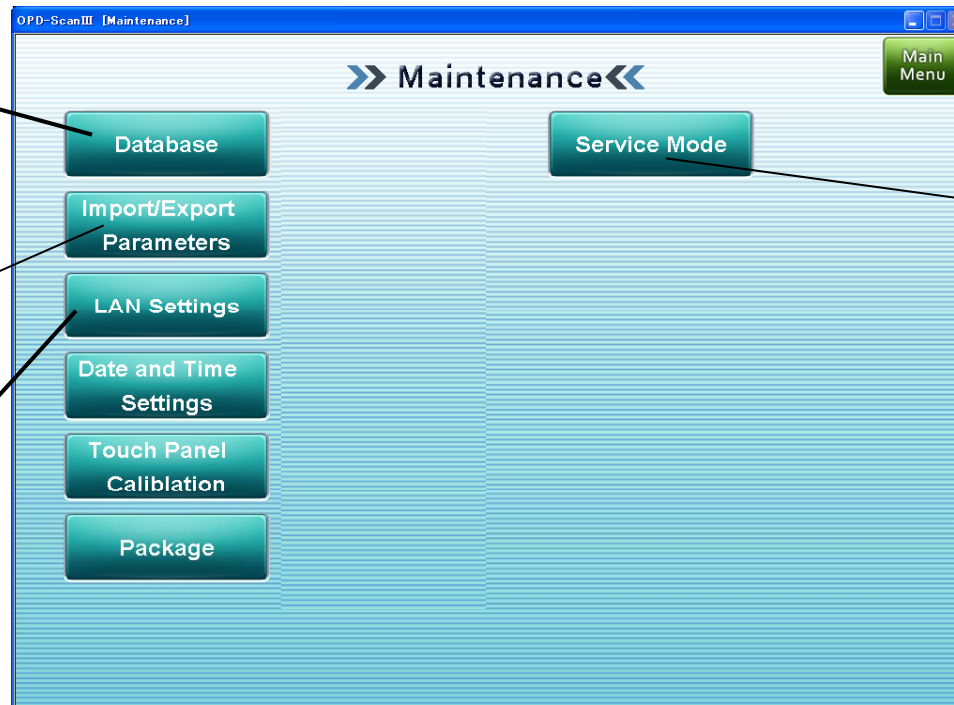 OPD-ScanⅢ [Maintenance]
Main
Menu
Maintenance
Database
Service Mode
Import/Export
Parameters
LAN Settings
Date and Time
Settings
Touch Panel
Caliblation
Package